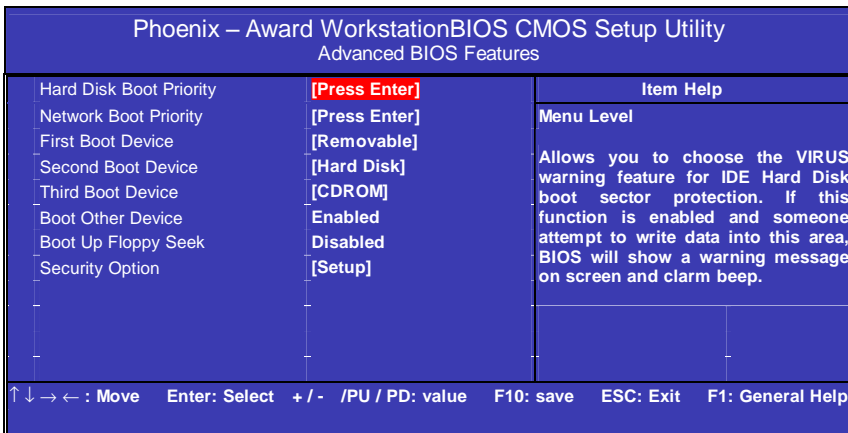 Phoenix – Award WorkstationBIOS CMOS Setup Utility
Advanced BIOS Features
Hard Disk Boot Priority [Press Enter]
Network Boot Priority [Press Enter]
First Boot Device [Removable]
Second Boot Device [Hard Disk]
Third Boot Device [CDROM]
Boot Other Device Enabled
Boot Up Floppy Seek Disabled
Security Option [Setup]
Item Help
Menu Level
Allows you to choose the VIRUS
warning feature for IDE Hard Disk
boot sector protection. If this
function is enabled and someone
attempt to write data into this area,
BIOS will show a warning message
on screen and clarm beep.
↑↓→← : Move Enter: Select + / - /PU / PD: value F10: save ESC: Exit F1: General Help